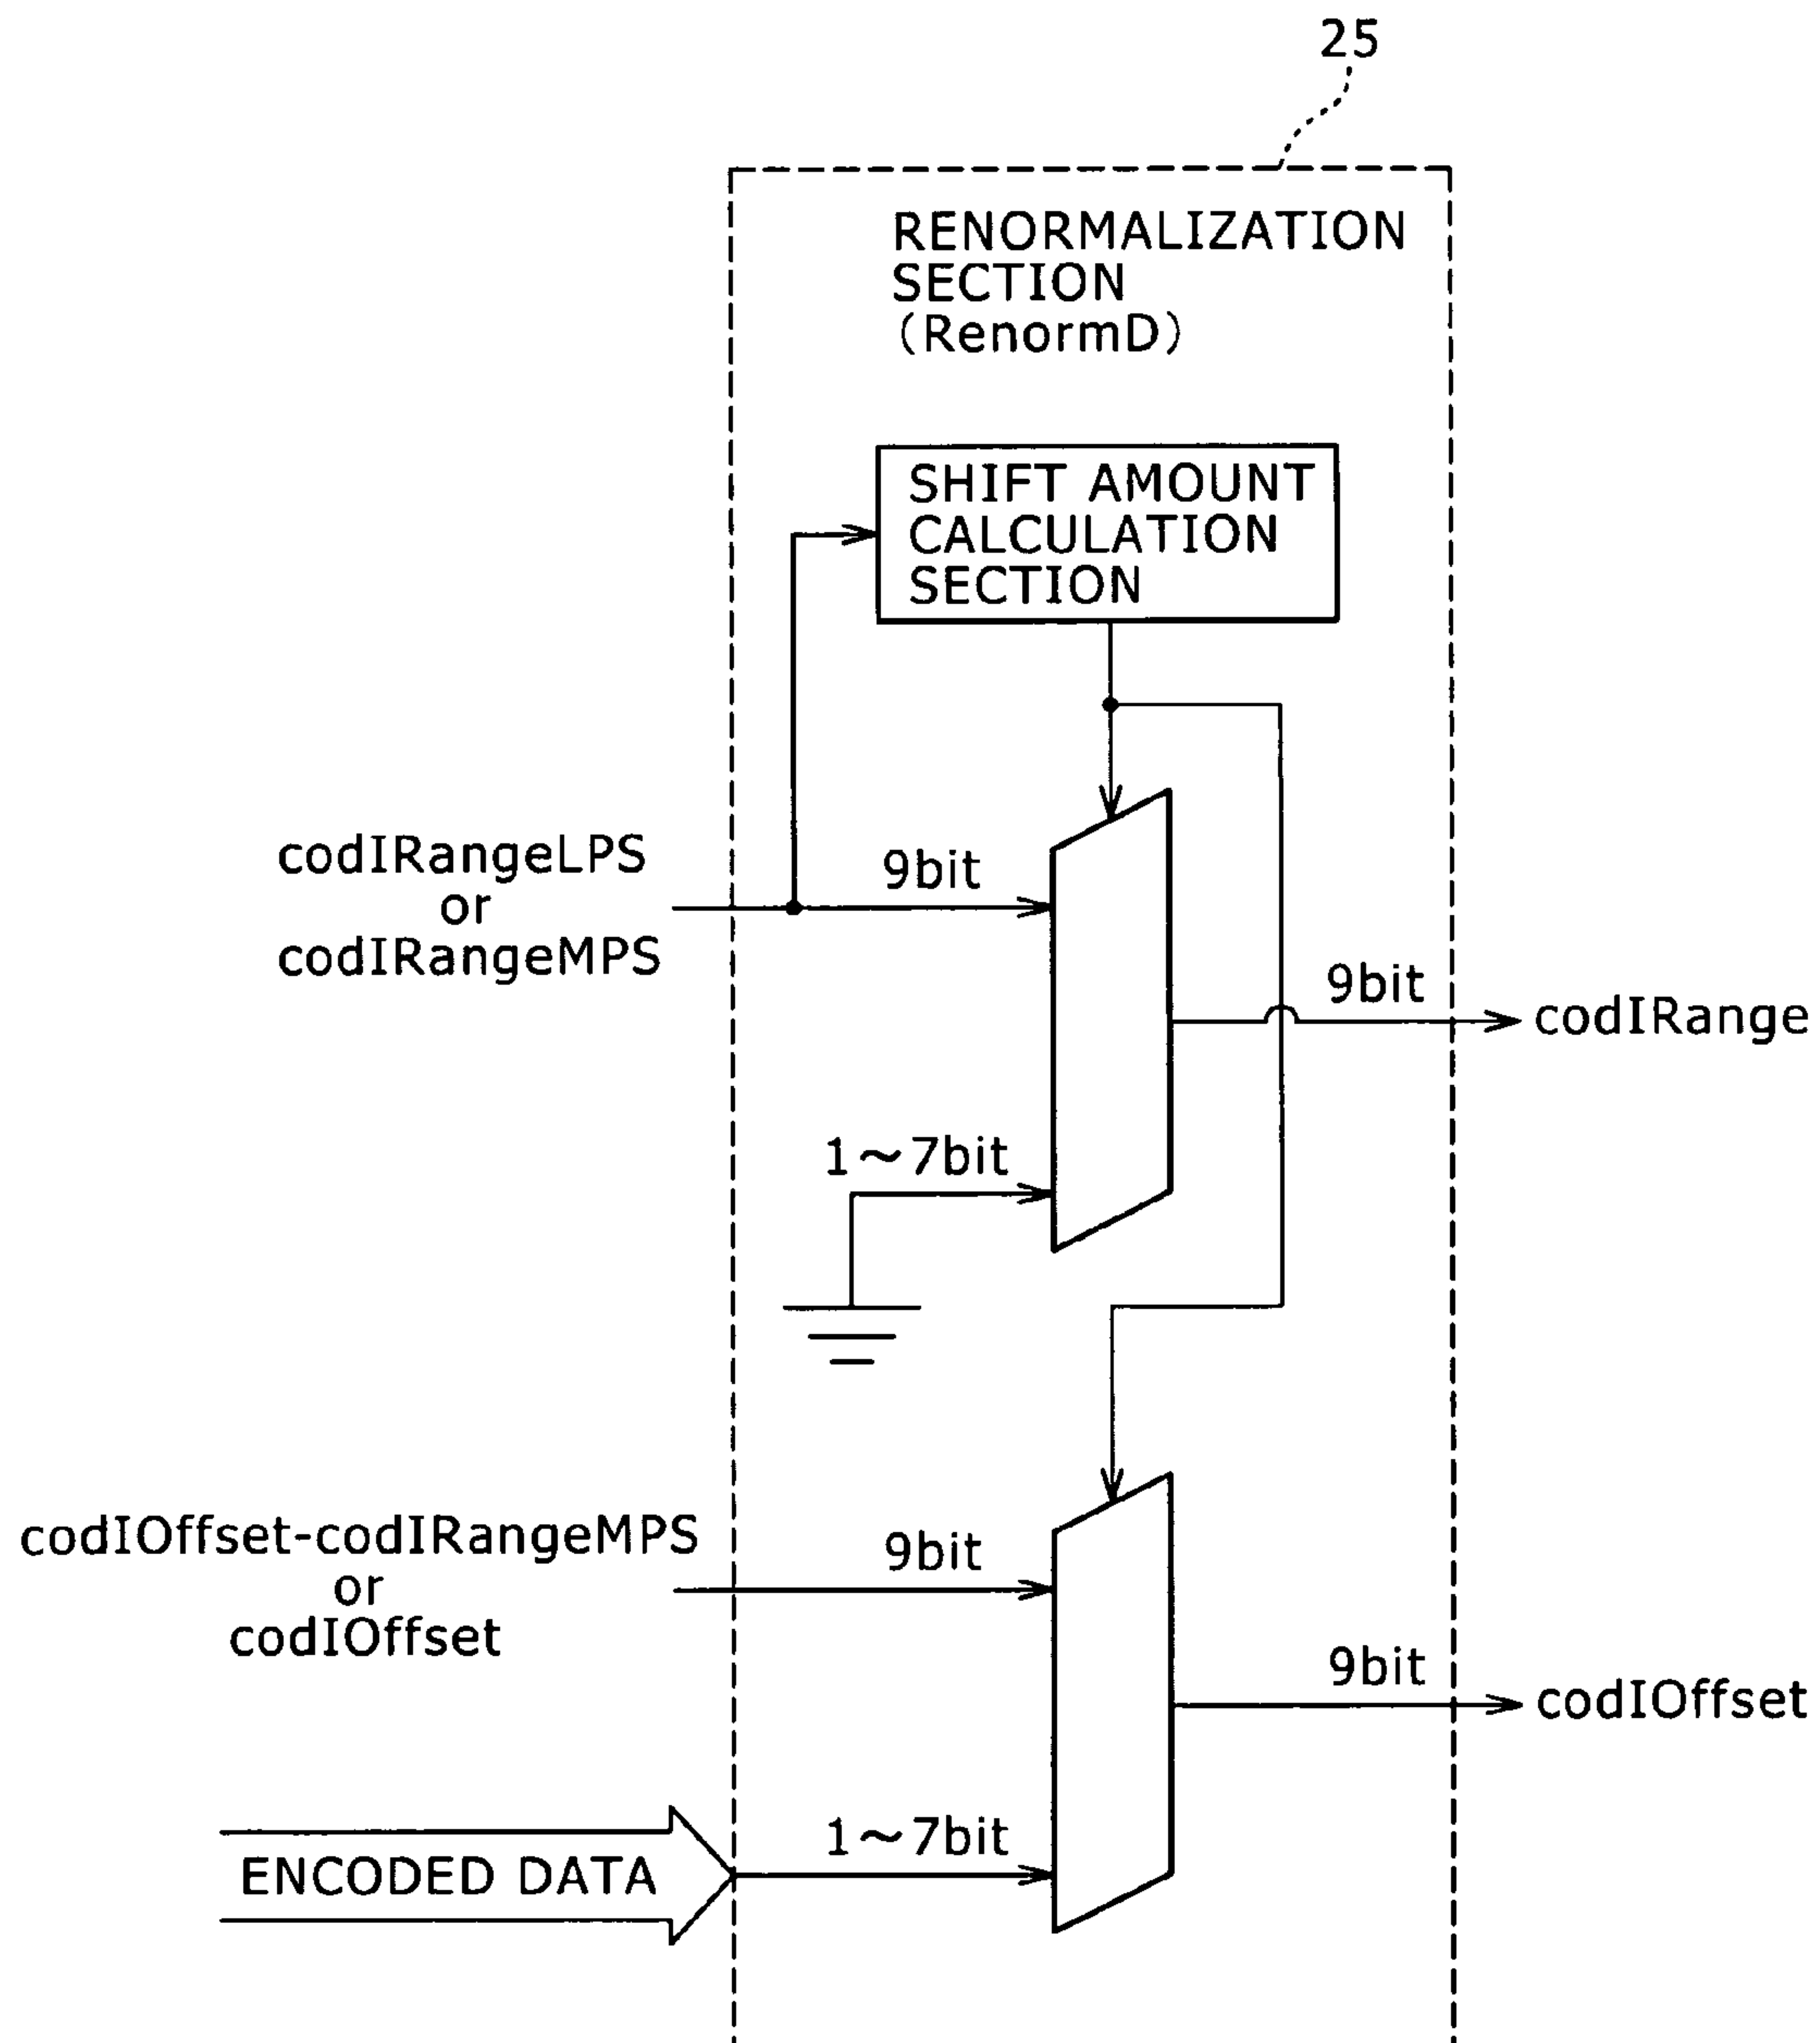 25
RENORMALIZATION
SECTION
(RenormD)
SHIFT AMOUNT
CALCULATION
SECTION
codIRangeLPS
or
codIRangeMPS
9bit
9bit
codIRange
1~7bit
codIOffset-codIRangeMPS
or
codIOffset
9bit
9bit
codIOffset
ENCODED DATA
1~7bit